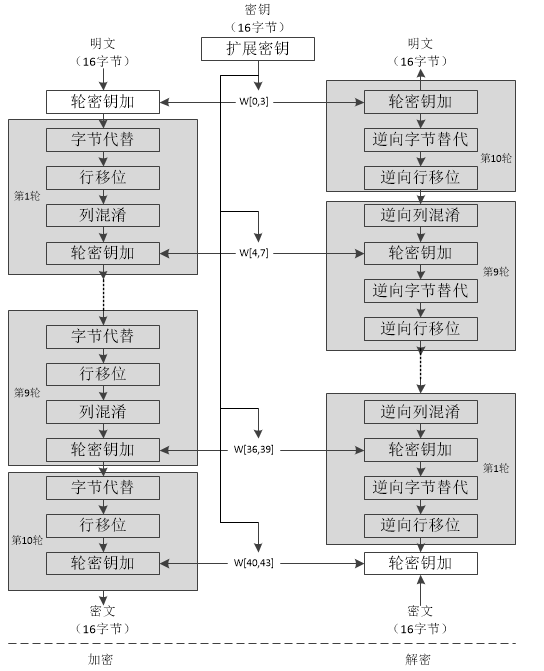 密钥
（16字节）
扩展密钥
明文
（16字节）
轮密钥加
第1轮
字节代替
行移位
列混淆
轮密钥加
第9轮
字节代替
行移位
列混淆
轮密钥加
第10轮
字节代替
行移位
轮密钥加
密文
（16字节）
加密
W[0,3]
W[4,7]
W[36,39]
W[40,43]
明文
（16字节）
轮密钥加
逆向字节替代
第10轮
逆向行移位
逆向列混淆
轮密钥加
第9轮
逆向字节替代
逆向行移位
逆向列混淆
轮密钥加
第1轮
逆向字节替代
逆向行移位
轮密钥加
密文
（16字节）
解密